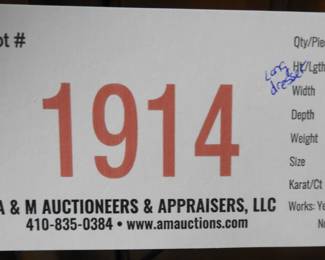 ot #
1914
A & M AUCTIONEERS & APPRAISERS, LLC
410-835-0384 • www.amauctions.com
Qty/Pie
Ht/Lgth
Long
dresser
Width
Depth
Weight
Size
Karat/Ct
Works: Ye
N